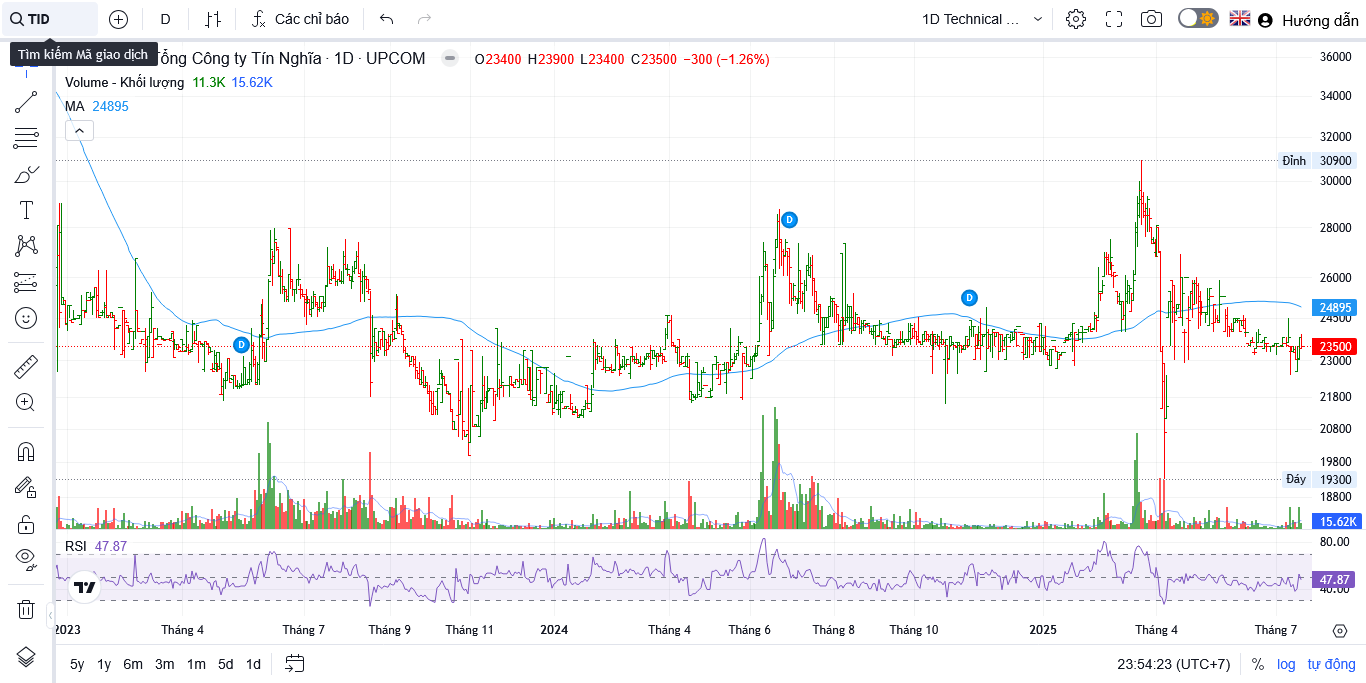 TID
D
Các chỉ báo
1D Technical ...
Hướng dẫn
Tìm kiếm Mã giao dịch
Tổng Công ty Tín Nghĩa · 1D · UPCOM
O23400 H23900 L23400 C23500 −300 (−1.26%)
Volume - Khối lượng 11.3K 15.62K
MA 24895
36000
34000
32000
Đỉnh 30900
30000
28000
26000
24895
24500
23500
23000
21800
20800
19800
Đáy 19300
18800
15.62K
D
D
D
RSI 47.87
80.00
47.87
40.00
2023 Tháng 4 Tháng 7 Tháng 9 Tháng 11 2024 Tháng 4 Tháng 6 Tháng 8 Tháng 10 2025 Tháng 4 Tháng 7
5y 1y 6m 3m 1m 5d 1d
23:54:23 (UTC+7) % log tự động